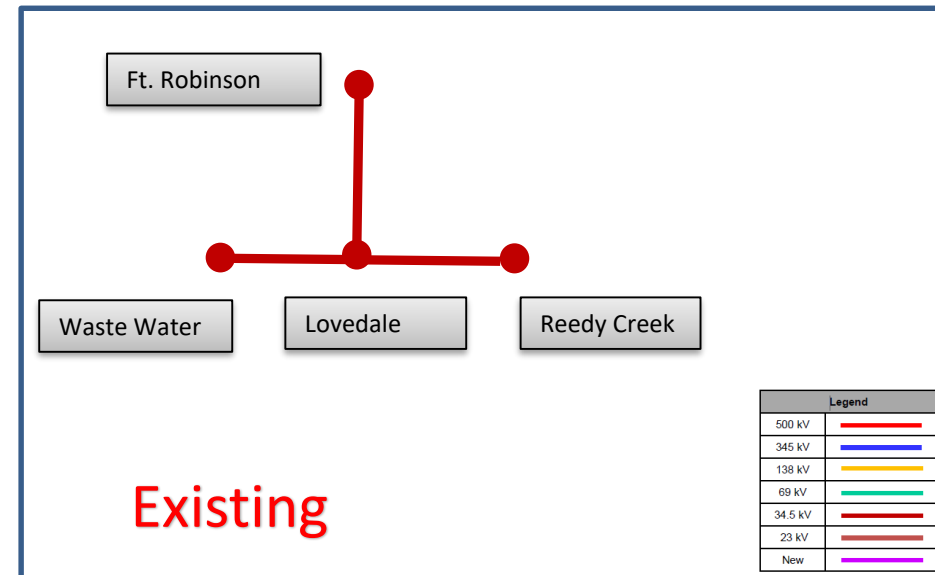 Ft. Robinson
Waste Water
Lovedale
Reedy Creek
Existing
Legend
500 kV
345 kV
138 kV
69 kV
34.5 kV
23 kV
New